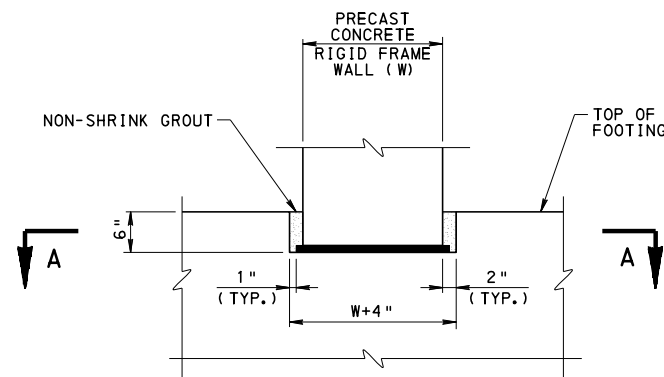 PRECAST
CONCRETE
RIGID FRAME
WALL (W)
NON-SHRINK GROUT
TOP OF
FOOTING
6"
A
A
1"
(TYP.)
2"
(TYP.)
W+4"